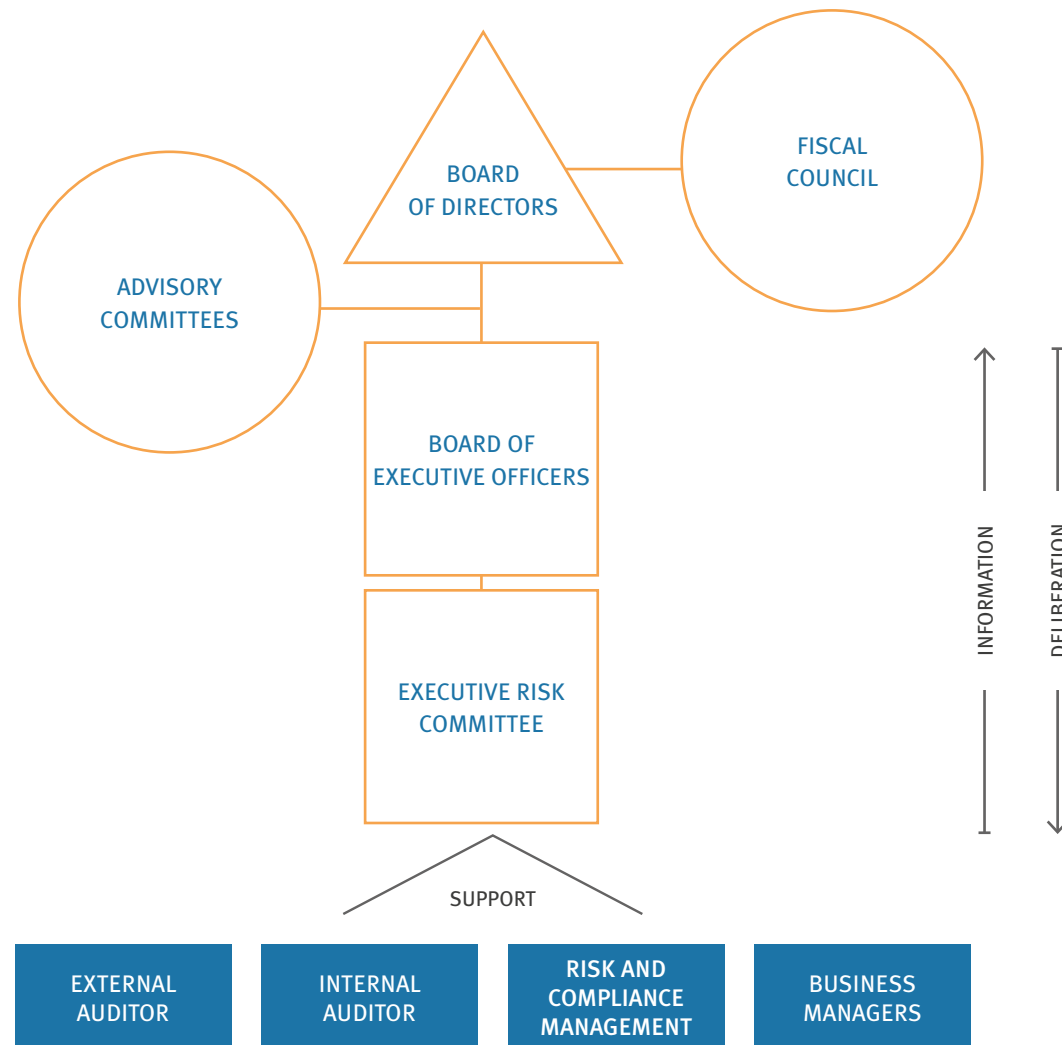 BOARD
OF DIRECTORS
FISCAL
COUNCIL
ADVISORY
COMMITTEES
BOARD OF
EXECUTIVE OFFICERS
INFORMATION
DELIBERATION
EXECUTIVE RISK
COMMITTEE
SUPPORT
EXTERNAL
AUDITOR
INTERNAL
AUDITOR
RISK AND
COMPLIANCE
MANAGEMENT
BUSINESS
MANAGERS